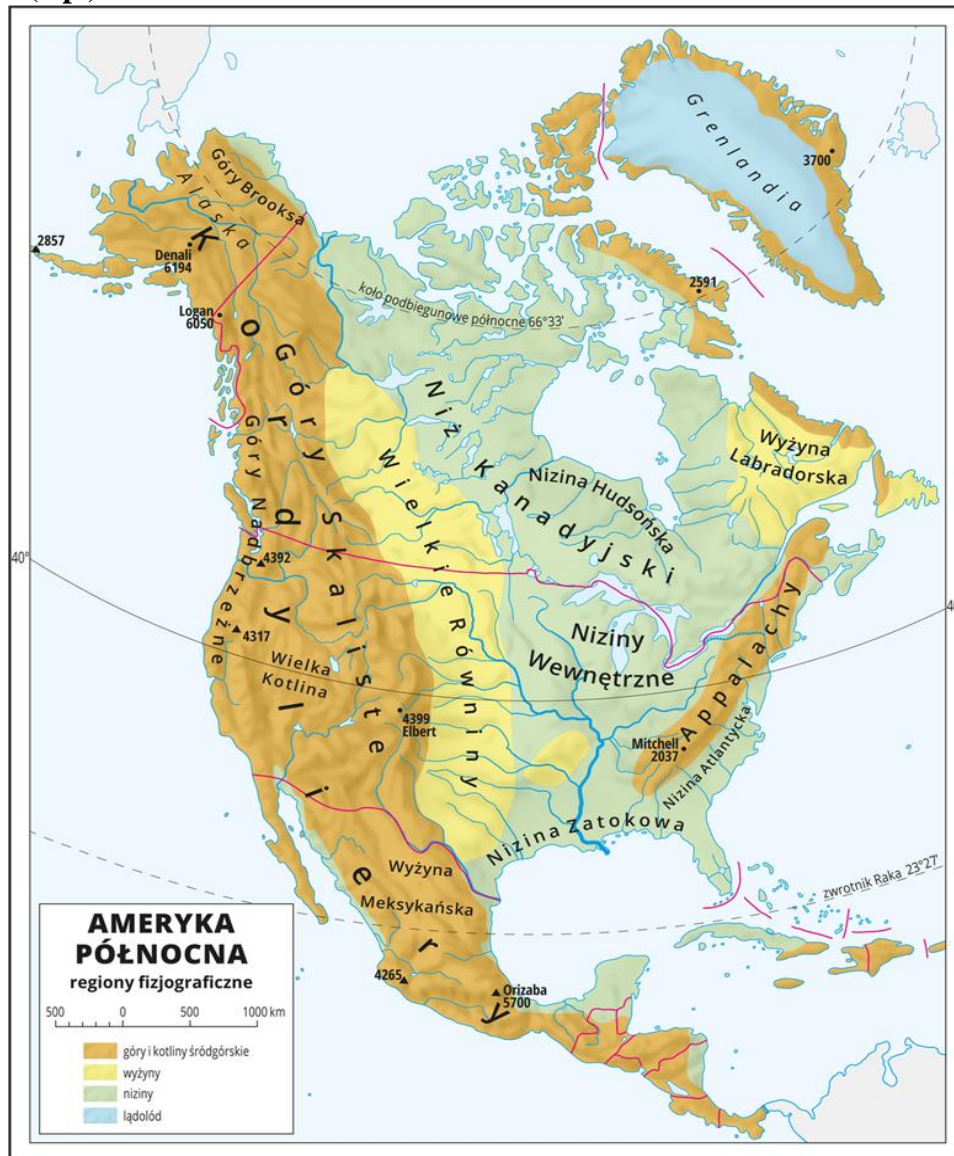 Grenlandia
3700
Góry Brooksa
Alaska
2857
Denali
6194
Logan
6050
2591
koło podbiegunowe północne 66°33'
Kordyliery
Góry Skaliste
Góry Nadbrzeżne
Niż Kanadyjski
Nizina Hudsońska
Wyżyna
Labradorska
Wielkie Równiny
40°
4392
4317
Wielka
Kotlina
4399
Elbert
Niziny
Wewnętrzne
Appalachy
Mitchell
2037
Nizina Atlantycka
Nizina Zatokowa
zwrotnik Raka 23°27'
Wyżyna
Meksykańska
4265
Orizaba
5700
AMERYKA
PÓŁNOCNA
regiony fizjograficzne
500 0 500 1000 km
góry i kotliny śródgórskie
wyżyny
niziny
lądolód